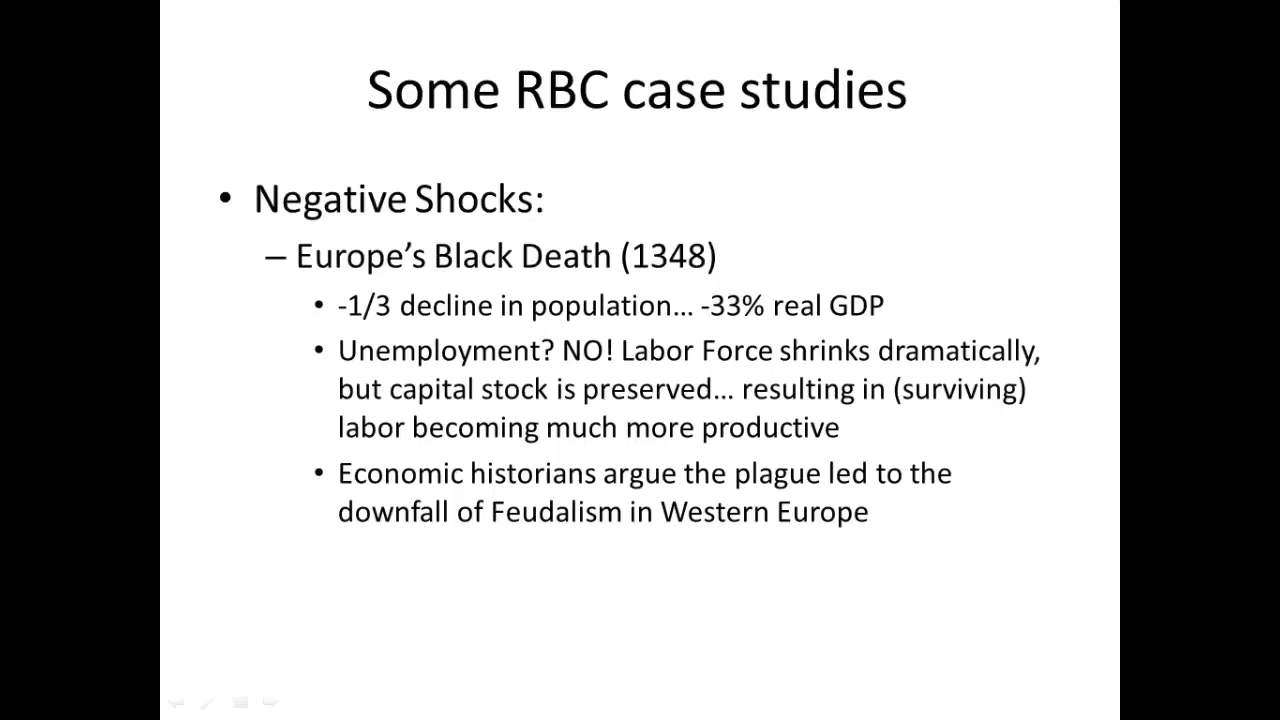 Some RBC case studies
• Negative Shocks:
– Europe’s Black Death (1348)
• -1/3 decline in population… -33% real GDP
• Unemployment? NO! Labor Force shrinks dramatically,
but capital stock is preserved… resulting in (surviving)
labor becoming much more productive
• Economic historians argue the plague led to the
downfall of Feudalism in Western Europe